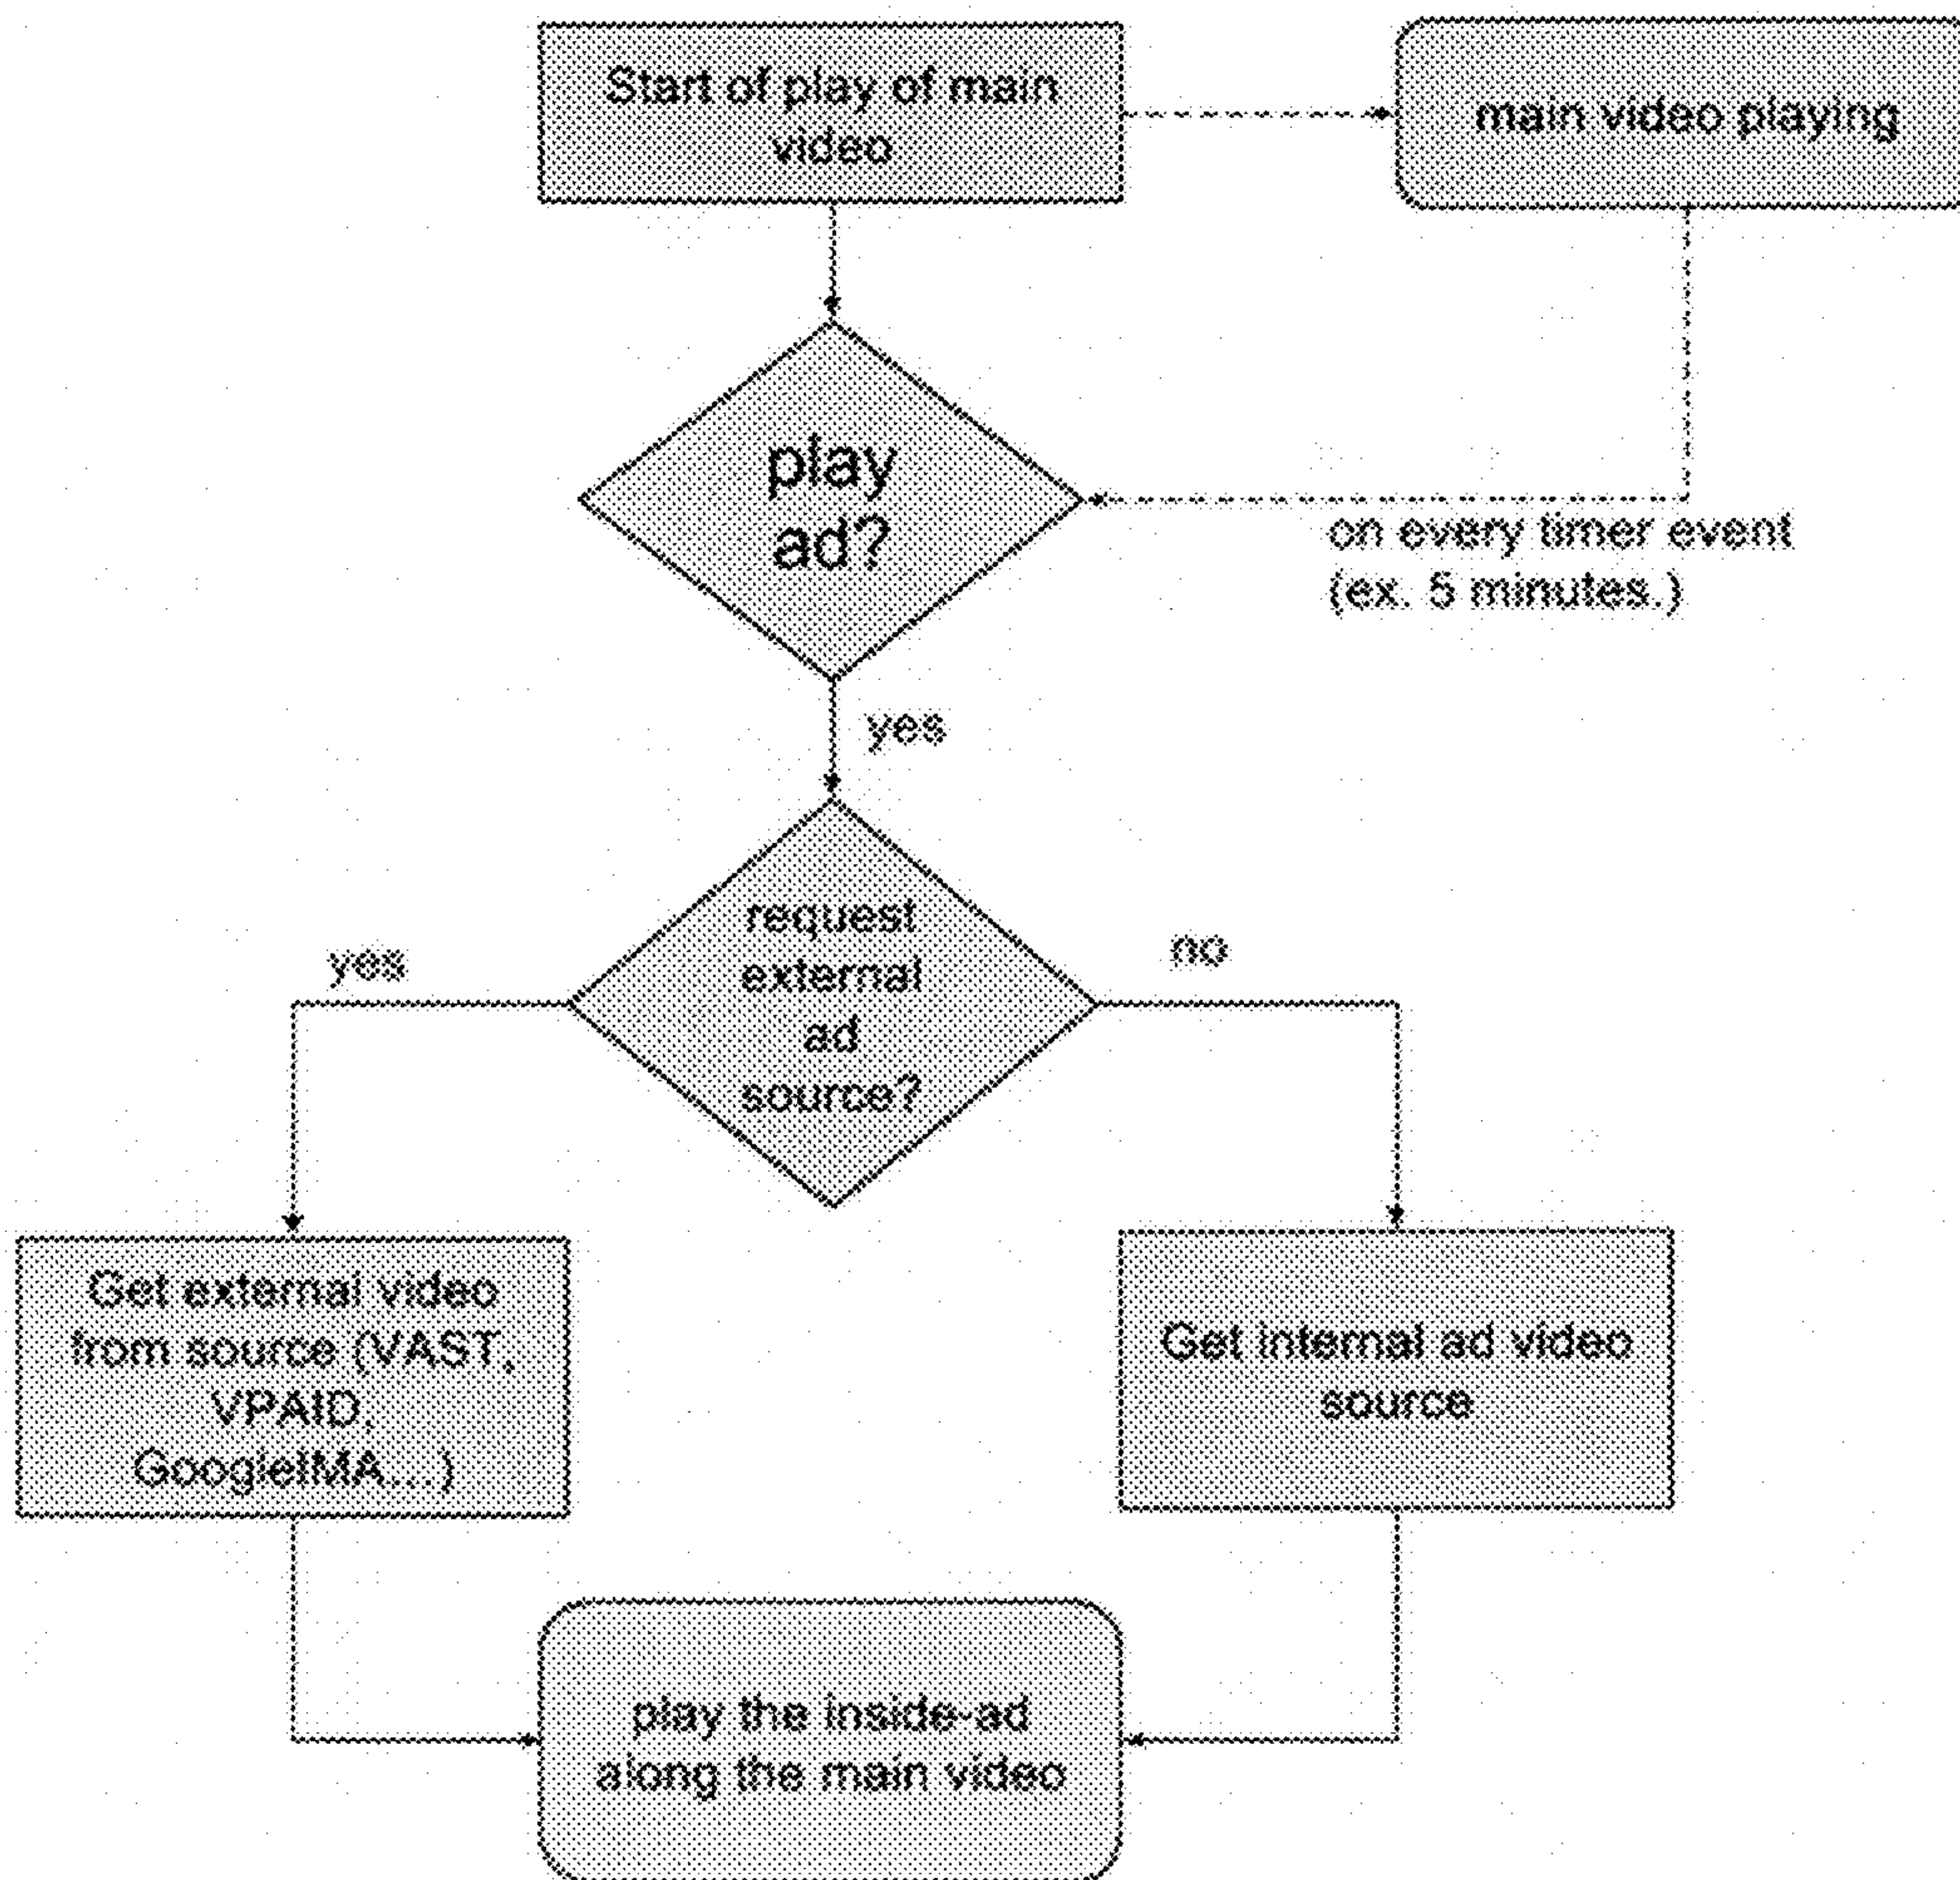 Start of play of main
video
main video playing
play
ad?
on every timer event
(ex. 5 minutes.)
yes
request
external
ad
source?
yes
no
Get external video
from source (VAST,
VPAID,
GoogleIMA...)
Get internal ad video
source
play the inside-ad
along the main video